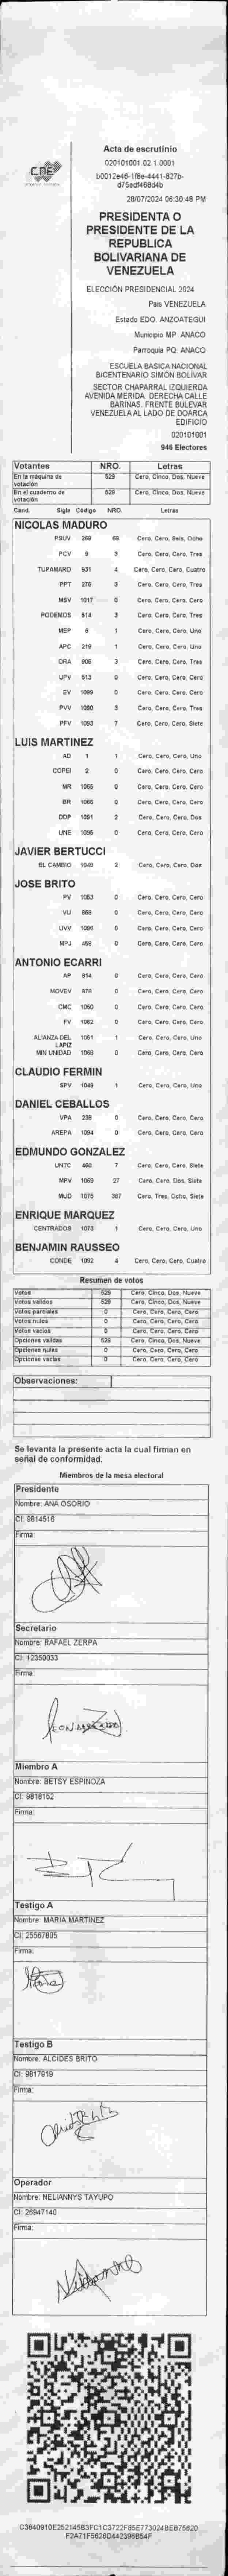 CNE
Acta de escrutinio
020101001.02.1.0001
b0012e46-1f8e-4441-827b-
d75edf468d4b
28/07/2024 06:30:48 PM
PRESIDENTA O
PRESIDENTE DE LA
REPUBLICA
BOLIVARIANA DE
VENEZUELA
ELECCIÓN PRESIDENCIAL 2024
Pais VENEZUELA
Estado EDO. ANZOATEGUI
Municipio MP. ANACO
Parroquia PQ. ANACO
ESCUELA BASICA NACIONAL
BICENTENARIO SIMÓN BOLÍVAR
SECTOR CHAPARRAL IZQUIERDA
AVENIDA MERIDA. DERECHA CALLE
BARINAS. FRENTE BULEVAR
VENEZUELA AL LADO DE DOARCA
EDIFICIO
020101001
946 Electores
Votantes NRO. Letras
En la máquina de votación 529 Cero, Cinco, Dos, Nueve
En el cuaderno de votación 529 Cero, Cinco, Dos, Nueve
Cand. Sigla Código NRO. Letras
NICOLAS MADURO
PSUV 269 68 Cero, Cero, Seis, Ocho
PCV 9 3 Cero, Cero, Cero, Tres
TUPAMARO 931 4 Cero, Cero, Cero, Cuatro
PPT 276 3 Cero, Cero, Cero, Tres
MSV 1017 0 Cero, Cero, Cero, Cero
PODEMOS 514 3 Cero, Cero, Cero, Tres
MEP 6 1 Cero, Cero, Cero, Uno
APC 219 1 Cero, Cero, Cero, Uno
ORA 906 3 Cero, Cero, Cero, Tres
UPV 513 0 Cero, Cero, Cero, Cero
EV 1099 0 Cero, Cero, Cero, Cero
PVV 1090 3 Cero, Cero, Cero, Tres
PFV 1093 7 Cero, Cero, Cero, Siete
LUIS MARTINEZ
AD 1 1 Cero, Cero, Cero, Uno
COPEI 2 0 Cero, Cero, Cero, Cero
MR 1065 0 Cero, Cero, Cero, Cero
BR 1066 0 Cero, Cero, Cero, Cero
DDP 1091 2 Cero, Cero, Cero, Dos
UNE 1095 0 Cero, Cero, Cero, Cero
JAVIER BERTUCCI
EL CAMBIO 1048 2 Cero, Cero, Cero, Dos
JOSE BRITO
PV 1053 0 Cero, Cero, Cero, Cero
VU 868 0 Cero, Cero, Cero, Cero
UVV 1096 0 Cero, Cero, Cero, Cero
MPJ 459 0 Cero, Cero, Cero, Cero
ANTONIO ECARRI
AP 814 0 Cero, Cero, Cero, Cero
MOVEV 878 0 Cero, Cero, Cero, Cero
CMC 1050 0 Cero, Cero, Cero, Cero
FV 1062 0 Cero, Cero, Cero, Cero
ALIANZA DEL LAPIZ 1051 1 Cero, Cero, Cero, Uno
MIN UNIDAD 1069 0 Cero, Cero, Cero, Cero
CLAUDIO FERMIN
SPV 1049 1 Cero, Cero, Cero, Uno
DANIEL CEBALLOS
VPA 238 0 Cero, Cero, Cero, Cero
AREPA 1094 0 Cero, Cero, Cero, Cero
EDMUNDO GONZALEZ
UNTC 460 7 Cero, Cero, Cero, Siete
MPV 1069 27 Cero, Cero, Dos, Siete
MUD 1075 387 Cero, Tres, Ocho, Siete
ENRIQUE MARQUEZ
CENTRADOS 1073 1 Cero, Cero, Cero, Uno
BENJAMIN RAUSSEO
CONDE 1092 4 Cero, Cero, Cero, Cuatro
Resumen de votos
Votos 529 Cero, Cinco, Dos, Nueve
Votos válidos 529 Cero, Cinco, Dos, Nueve
Votos parciales 0 Cero, Cero, Cero, Cero
Votos nulos 0 Cero, Cero, Cero, Cero
Votos vacíos 0 Cero, Cero, Cero, Cero
Opciones válidas 529 Cero, Cinco, Dos, Nueve
Opciones nulas 0 Cero, Cero, Cero, Cero
Opciones vacías 0 Cero, Cero, Cero, Cero
Observaciones:
Se levanta la presente acta la cual firman en
señal de conformidad.
Miembros de la mesa electoral
Presidente
Nombre: ANA OSORIO
CI: 9814516
Firma:
Secretario
Nombre: RAFAEL ZERPA
CI: 12350033
Firma:
Miembro A
Nombre: BETSY ESPINOZA
CI: 9818152
Firma:
Testigo A
Nombre: MARIA MARTINEZ
CI: 25567805
Firma:
Testigo B
Nombre: ALCIDES BRITO
CI: 9817919
Firma:
Operador
Nombre: NELIANNYS TAYUPO
CI: 26947140
Firma:
C3840910E252145B3FC1C3722F85E773024BEB75620
F2A71F5626D442396B54F